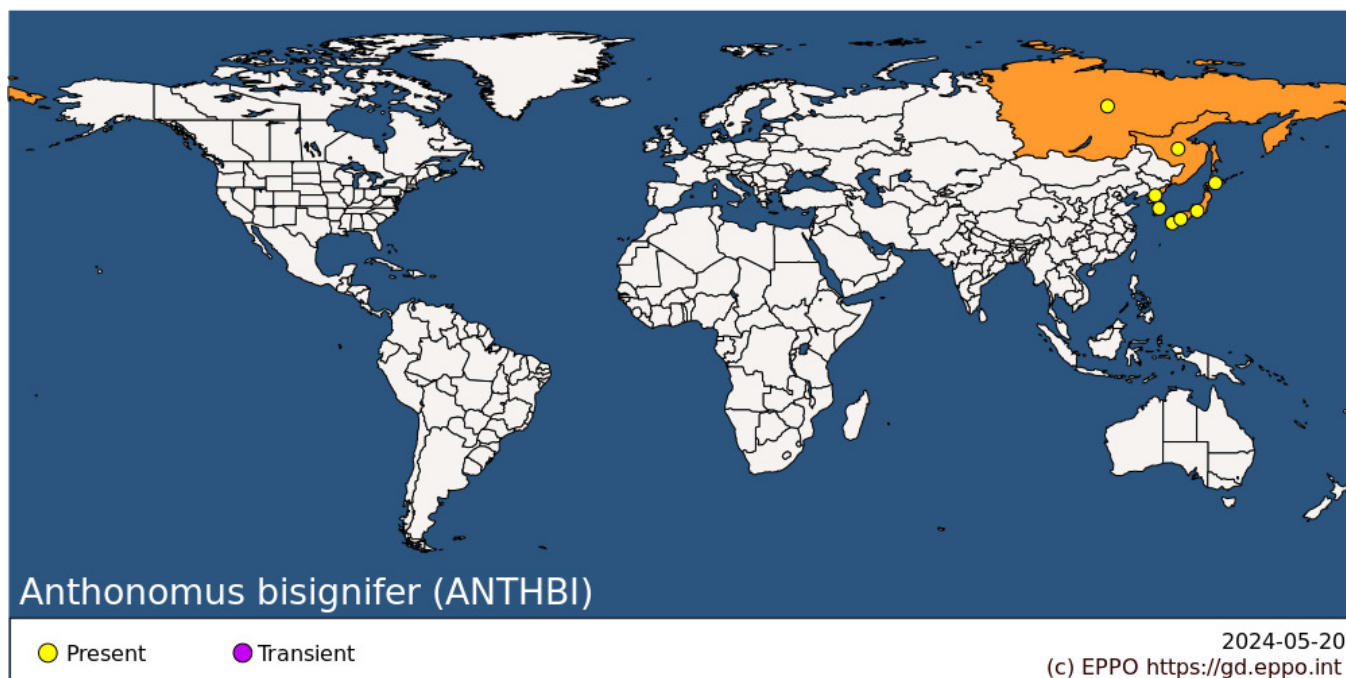 Anthonomus bisignifer (ANTHBI)
Present
Transient
2024-05-20
(c) EPPO https://gd.eppo.int